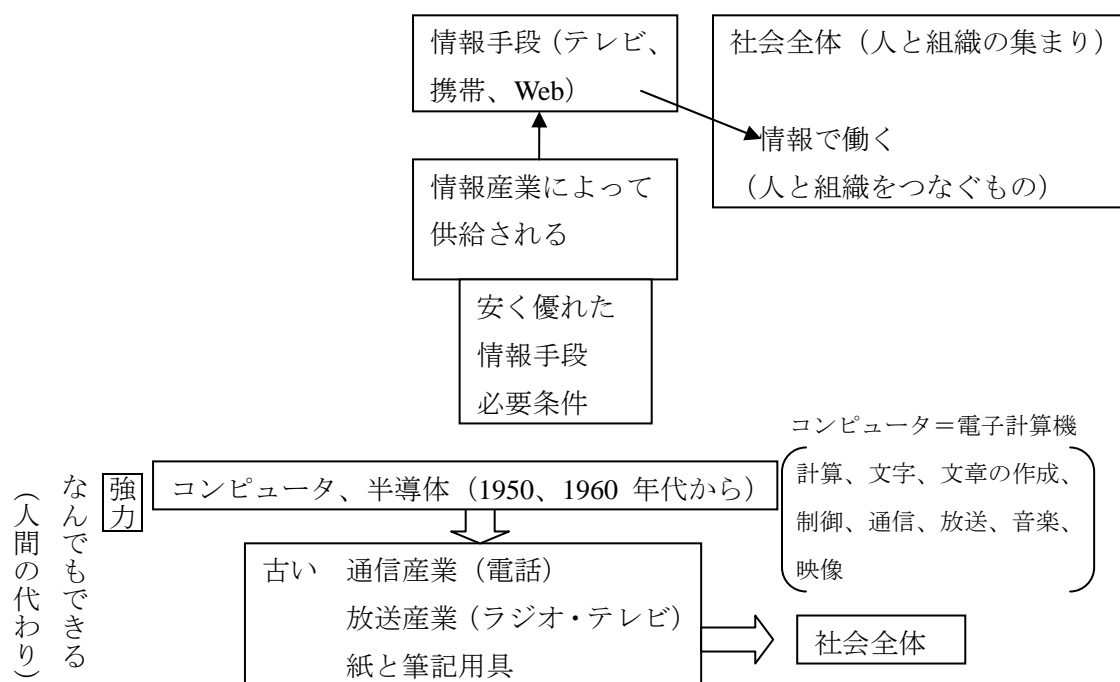 情報手段（テレビ、
携帯、Web）
社会全体（人と組織の集まり）
情報で働く
（人と組織をつなぐもの）
情報産業によって
供給される
安く優れた
情報手段
必要条件
コンピュータ＝電子計算機
計算、文字、文章の作成、
制御、通信、放送、音楽、
映像
コンピュータ、半導体（1950、1960 年代から）
強力
なんでもできる
（人間の代わり）
古い　通信産業（電話）
放送産業（ラジオ・テレビ）
紙と筆記用具
社会全体